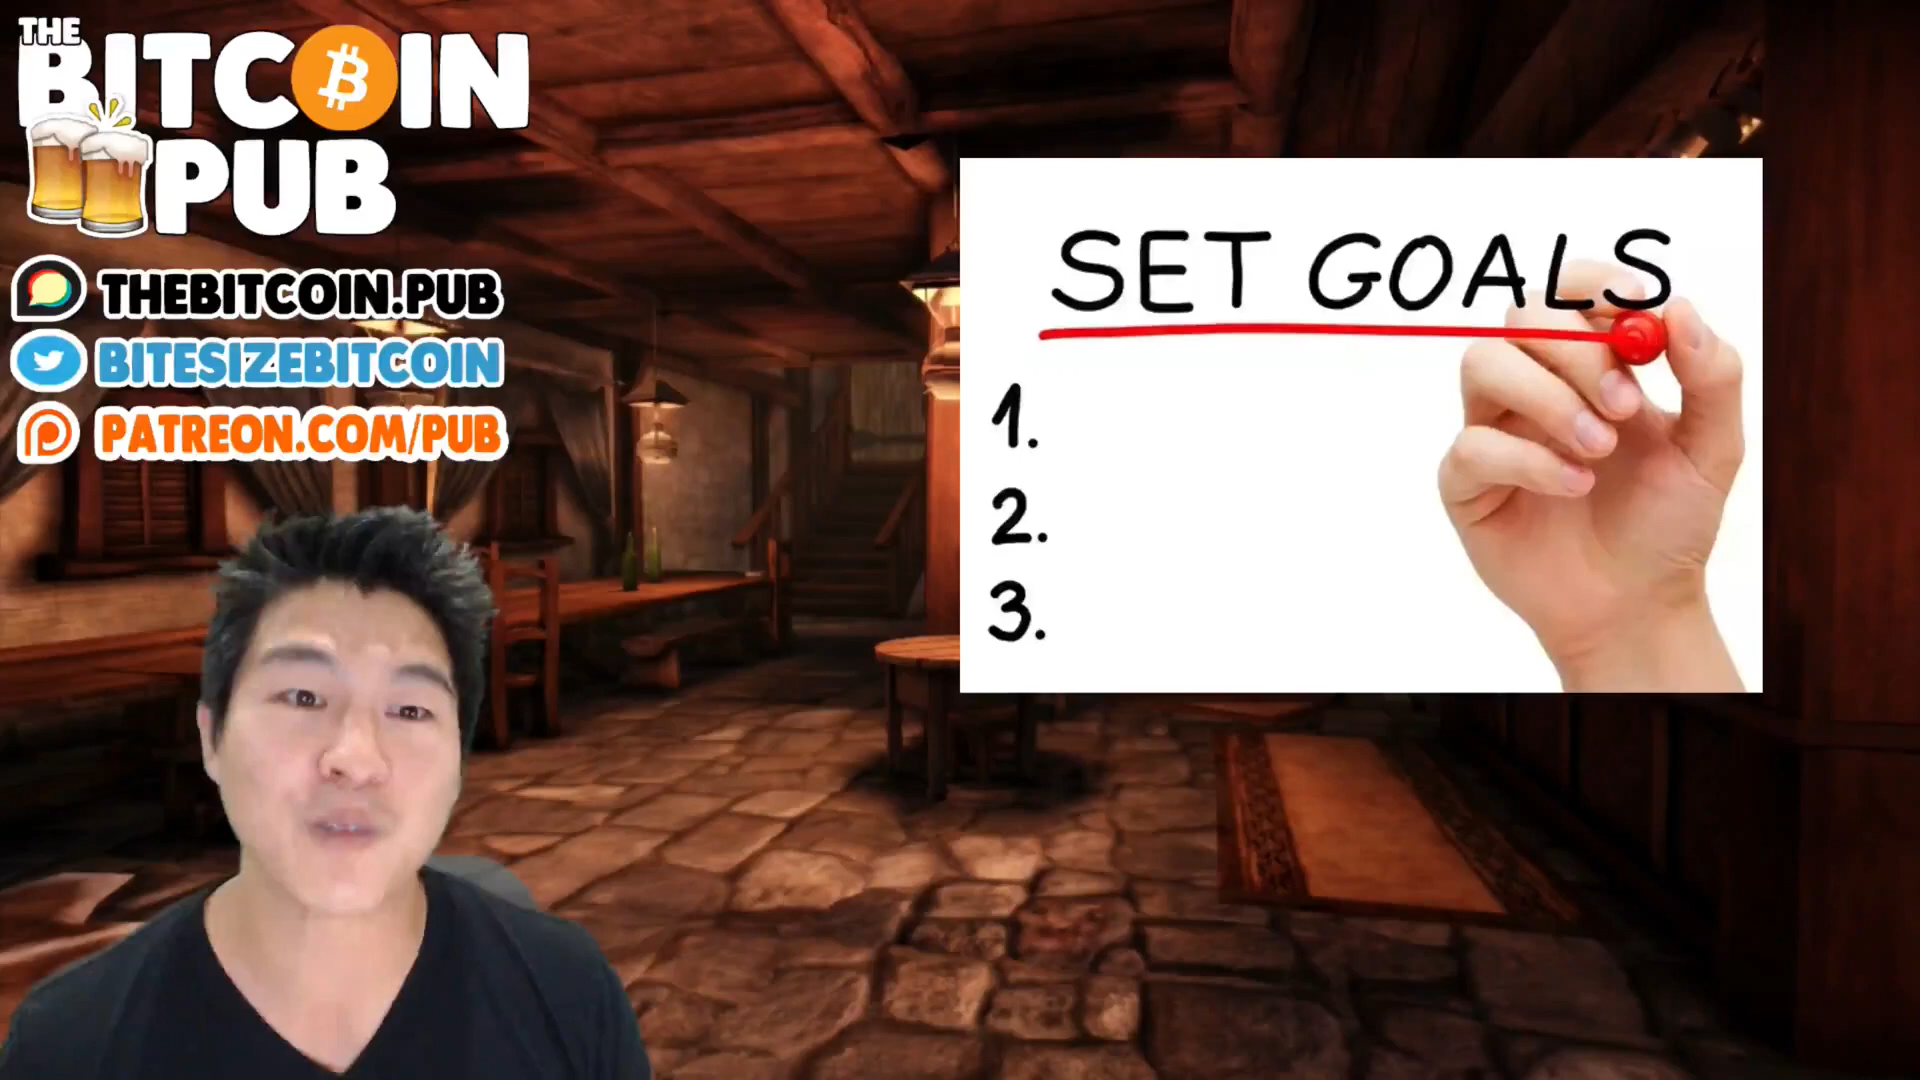 THE
BITCOIN
PUB
THEBITCOIN.PUB
BITESIZEBITCOIN
PATREON.COM/PUB
SET GOALS
1.
2.
3.